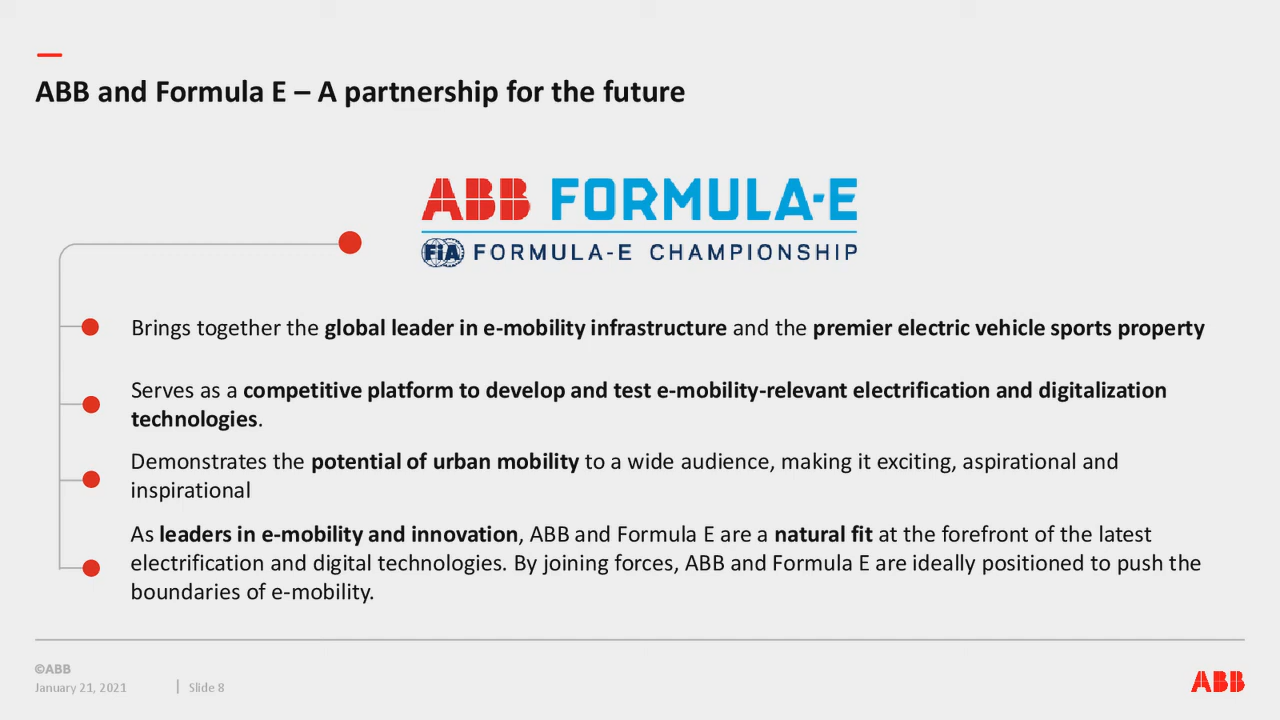 ABB and Formula E – A partnership for the future
ABB FORMULA-E
FIA FORMULA-E CHAMPIONSHIP
Brings together the global leader in e-mobility infrastructure and the premier electric vehicle sports property
Serves as a competitive platform to develop and test e-mobility-relevant electrification and digitalization
technologies.
Demonstrates the potential of urban mobility to a wide audience, making it exciting, aspirational and
inspirational
As leaders in e-mobility and innovation, ABB and Formula E are a natural fit at the forefront of the latest
electrification and digital technologies. By joining forces, ABB and Formula E are ideally positioned to push the
boundaries of e-mobility.
©ABB
January 21, 2021 | Slide 8
ABB